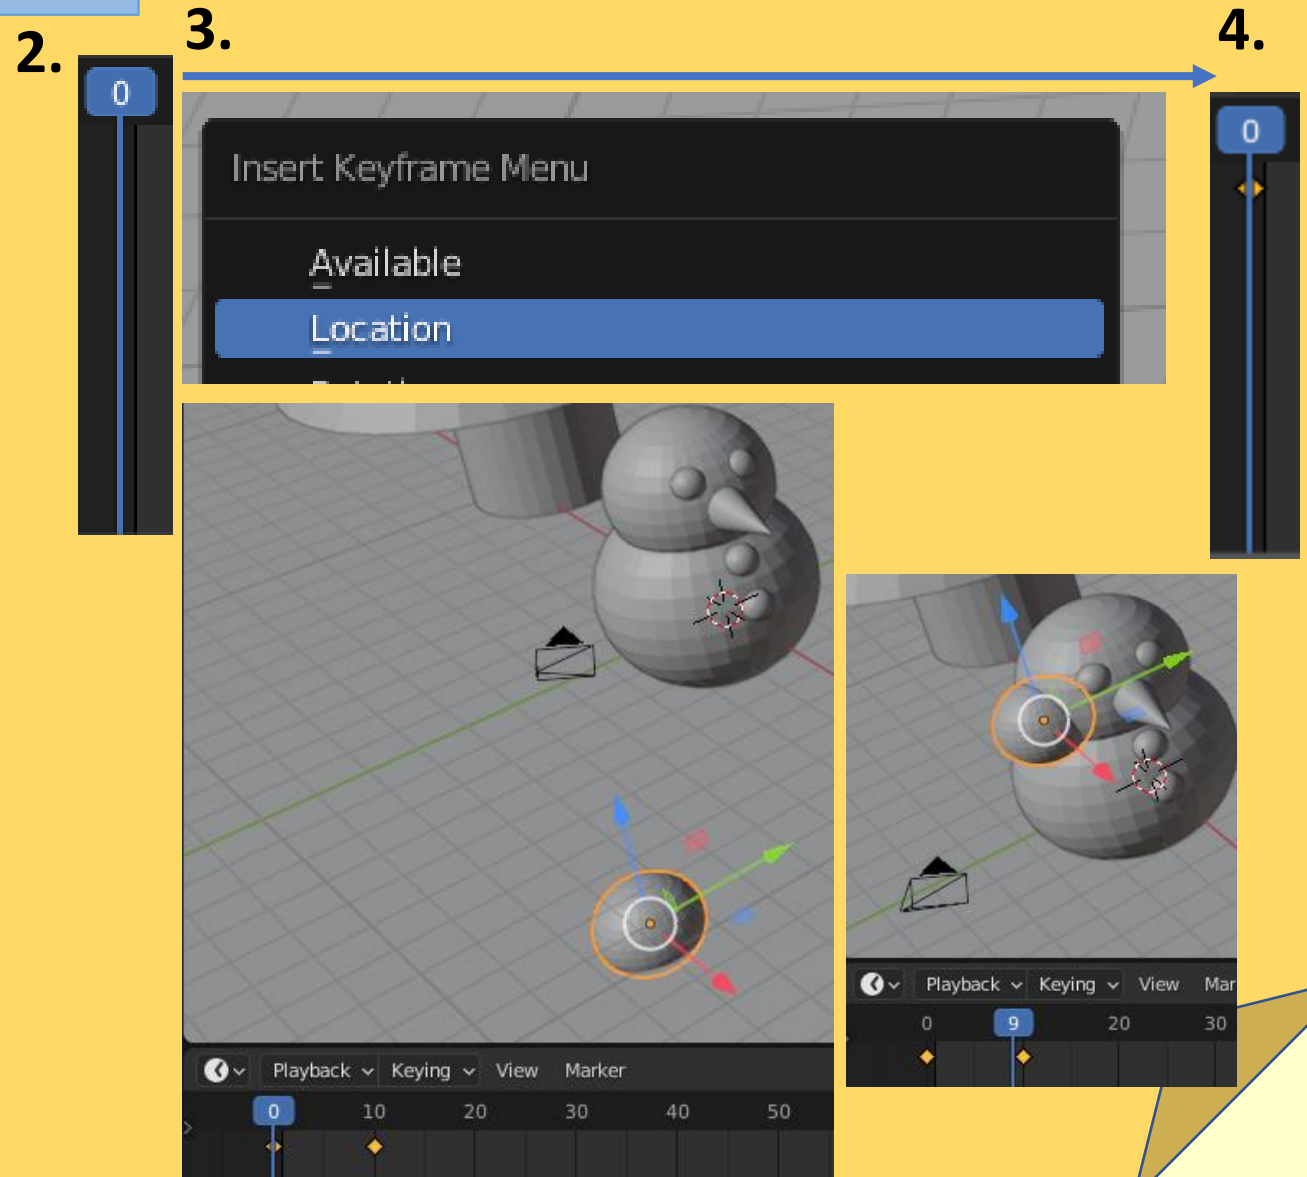 2.
3.
4.
0
0
Insert Keyframe Menu
Available
Location
Playback Keying View Mar
0 9 20 30
Playback Keying View Marker
0 10 20 30 40 50